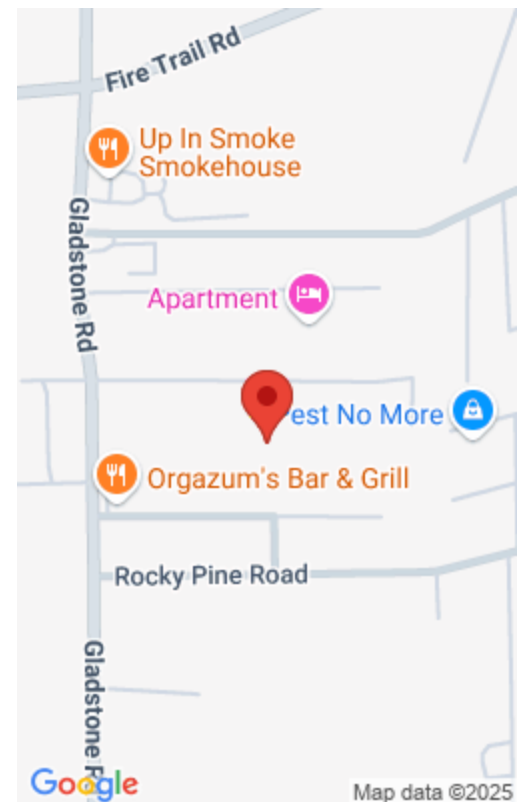 Fire Trail Rd
Up In Smoke
Smokehouse
Gladstone Rd
Apartment
Pest No More
Orgazum's Bar & Grill
Rocky Pine Road
Gladstone R
Google
Map data ©2025